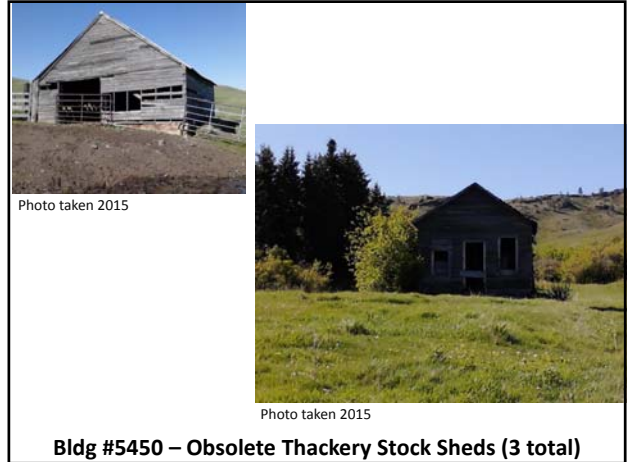 Photo taken 2015
Photo taken 2015
Bldg #5450 – Obsolete Thackery Stock Sheds (3 total)